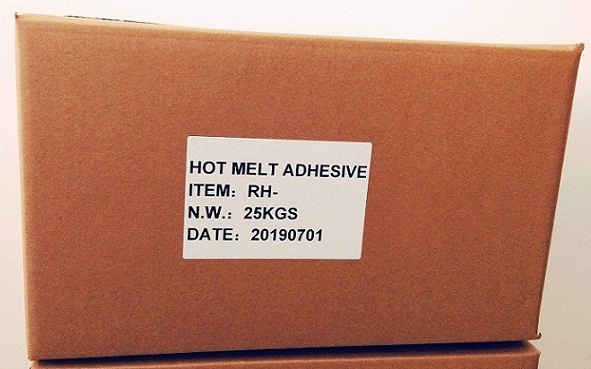 HOT MELT ADHESIVE
ITEM：RH-
N.W.：25KGS
DATE：20190701